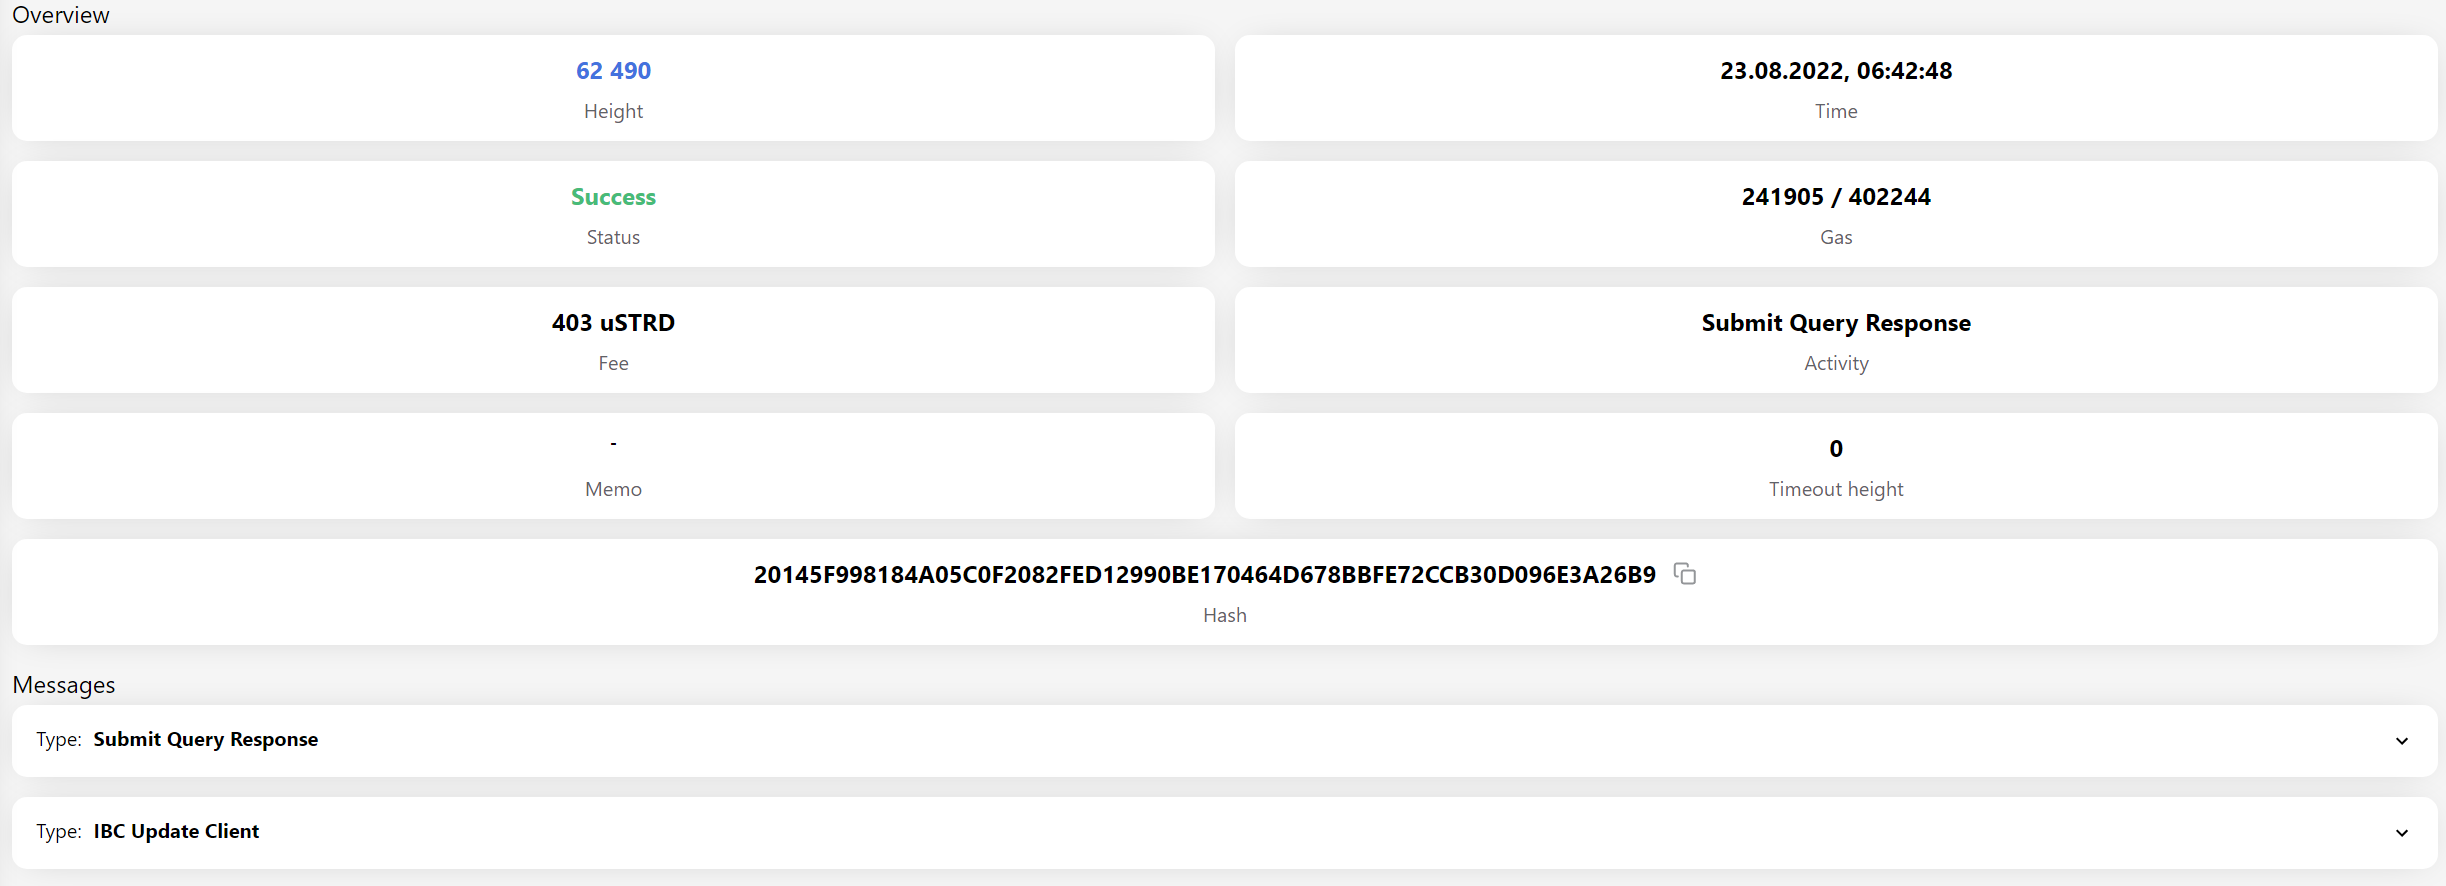 Overview
62 490
Height
23.08.2022, 06:42:48
Time
Success
Status
241905 / 402244
Gas
403 uSTRD
Fee
Submit Query Response
Activity
-
Memo
0
Timeout height
20145F998184A05C0F2082FED12990BE170464D678BBFE72CCB30D096E3A26B9
Hash
Messages
Type: Submit Query Response
Type: IBC Update Client